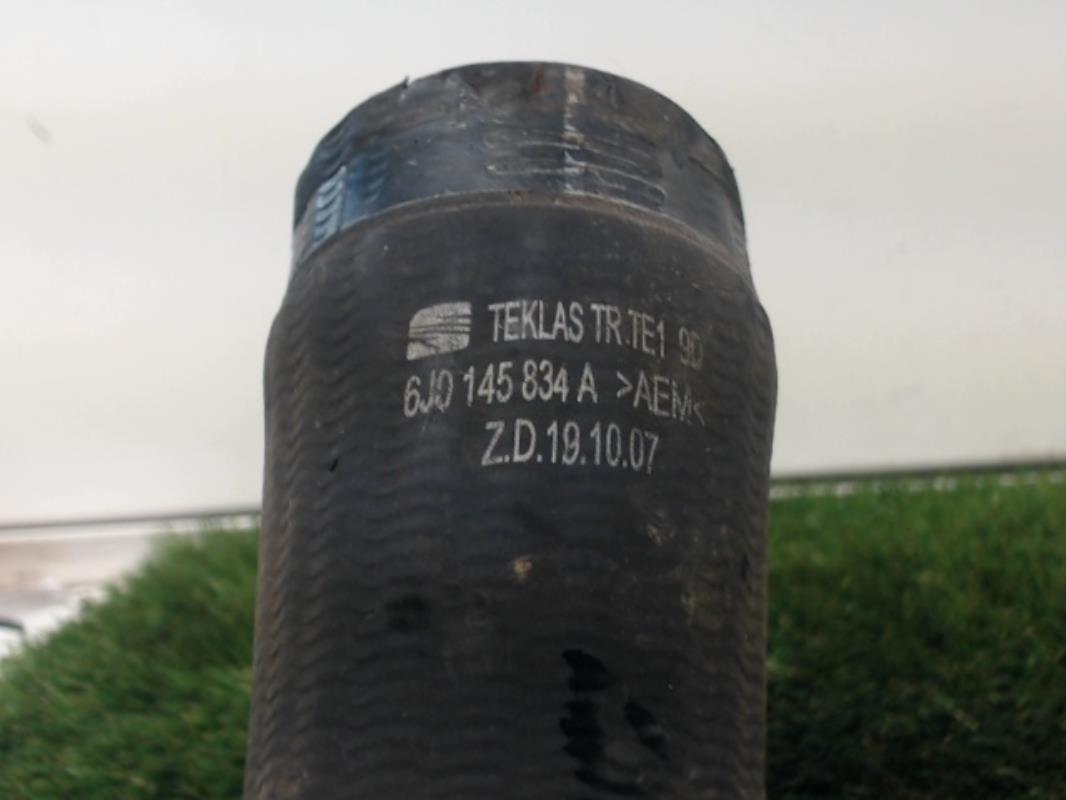 TEKLAS TR.TE1 9D
6J0 145 834 A >AEM<
Z.D.19.10.07